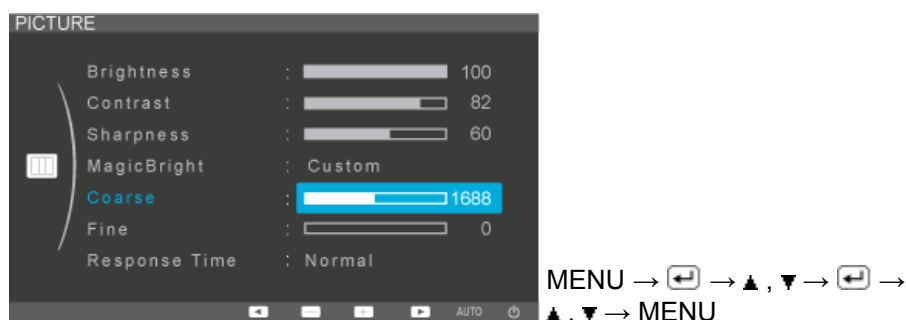 PICTURE
Brightness : 100
Contrast : 82
Sharpness : 60
MagicBright : Custom
Coarse : 1688
Fine : 0
Response Time : Normal
AUTO
MENU → ↵ → ▲ , ▼ → ↵ →
▲ , ▼ → MENU